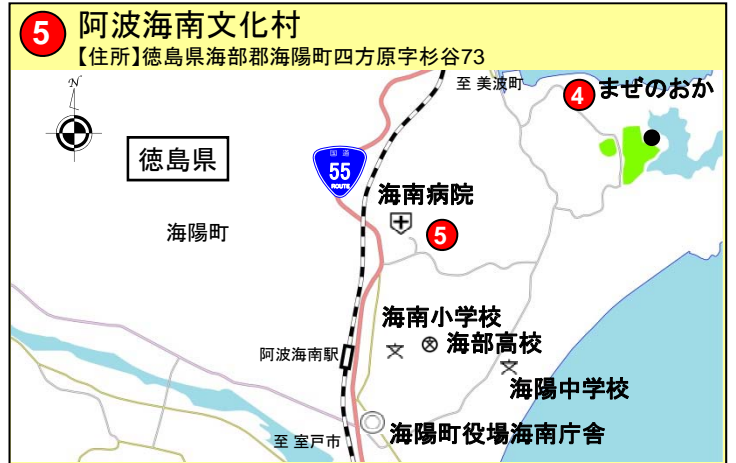 5 阿波海南文化村
【住所】徳島県海部郡海陽町四方原字杉谷73
N
至 美波町
4 まぜのおか
徳島県
国道
55
ROUTE
海南病院
5
海陽町
海南小学校
海部高校
阿波海南駅
海陽中学校
海陽町役場海南庁舎
至 室戸市